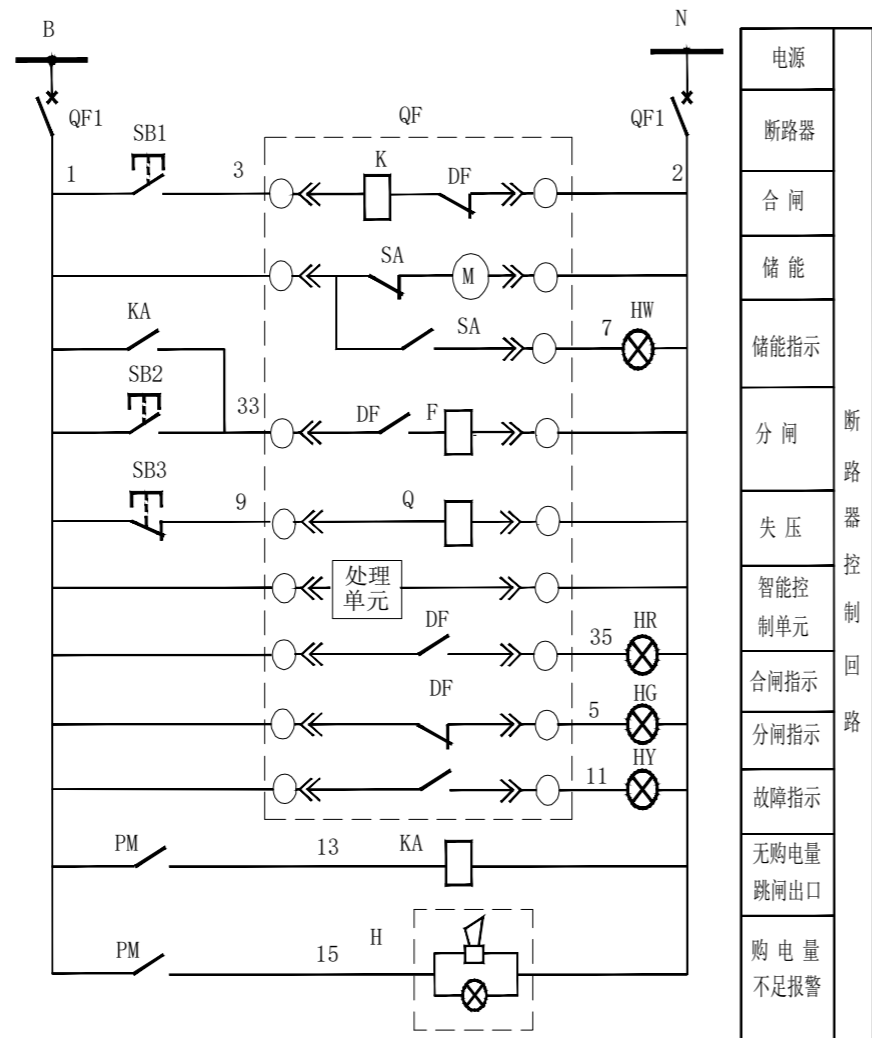 B
N
QF1
QF1
QF
SB1
1
3
K
DF
2
SA
M
KA
SA
7
HW
SB2
33
DF
F
SB3
9
Q
处理
单元
DF
35
HR
DF
5
HG
11
HY
PM
13
KA
PM
15
H
电源
断路器
合闸
储能
储能指示
分闸
失压
智能控
制单元
合闸指示
分闸指示
故障指示
无购电量
跳闸出口
购电量
不足报警
断路器控制回路